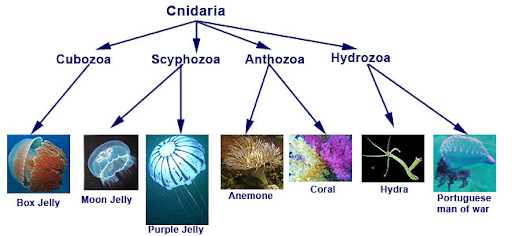 Cnidaria
Cubozoa
Scyphozoa
Anthozoa
Hydrozoa
Box Jelly
Moon Jelly
Purple Jelly
Anemone
Coral
Hydra
Portuguese
man of war